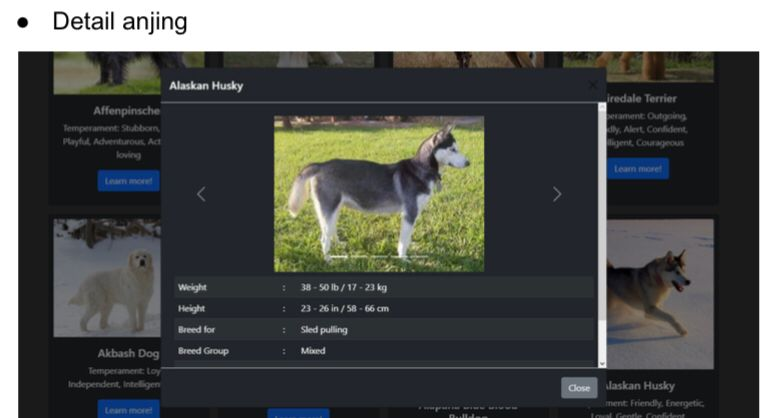 ● Detail anjing
Alaskan Husky
Affenpinsche
Temperament: Stubborn,
Playful, Adventurous, Act
loving
Learn more!
iredale Terrier
perament: Outgoing,
dly, Alert, Confident,
lligent, Courageous
Learn more!
Weight : 38 - 50 lb / 17 - 23 kg
Height : 23 - 26 in / 58 - 66 cm
Breed for : Sled pulling
Breed Group : Mixed
Close
Akbash Dog
Temperament: Loy
Independent, Intelligen
Learn more!
Alaskan Husky
ment: Friendly, Energetic,
Loyal, Gentle, Confident